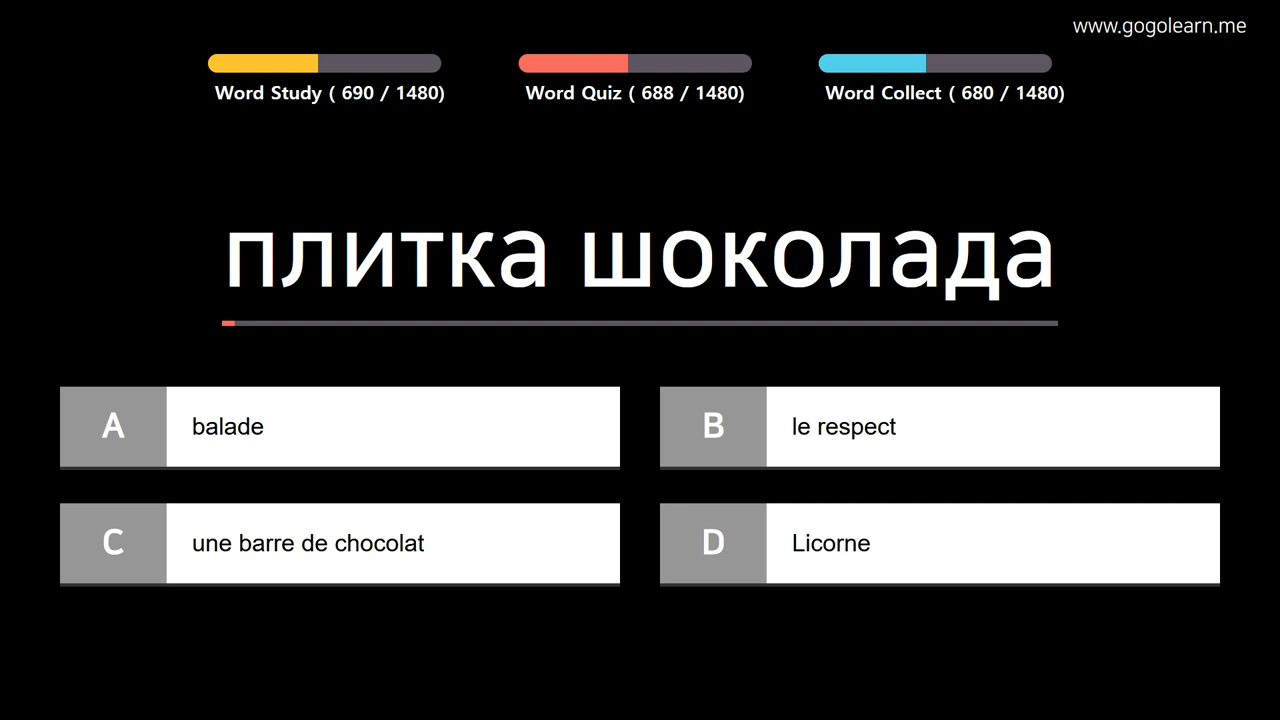 www.gogolearn.me
Word Study ( 690 / 1480)
Word Quiz ( 688 / 1480)
Word Collect ( 680 / 1480)
плитка шоколада
A balade
B le respect
C une barre de chocolat
D Licorne